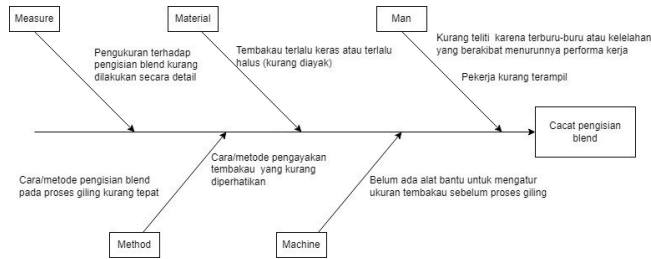 Measure
Material
Man
Pengukuran terhadap
pengisian blend kurang
dilakukan secara detail
Tembakau terlalu keras atau terlalu
halus (kurang diayak)
Kurang teliti karena terburu-buru atau kelelahan
yang berakibat menurunnya performa kerja
Pekerja kurang terampil
Cacat pengisian
blend
Cara/metode pengisian blend
pada proses giling kurang tepat
Cara/metode pengayakan
tembakau yang kurang
diperhatikan
Belum ada alat bantu untuk mengatur
ukuran tembakau sebelum proses giling
Method
Machine